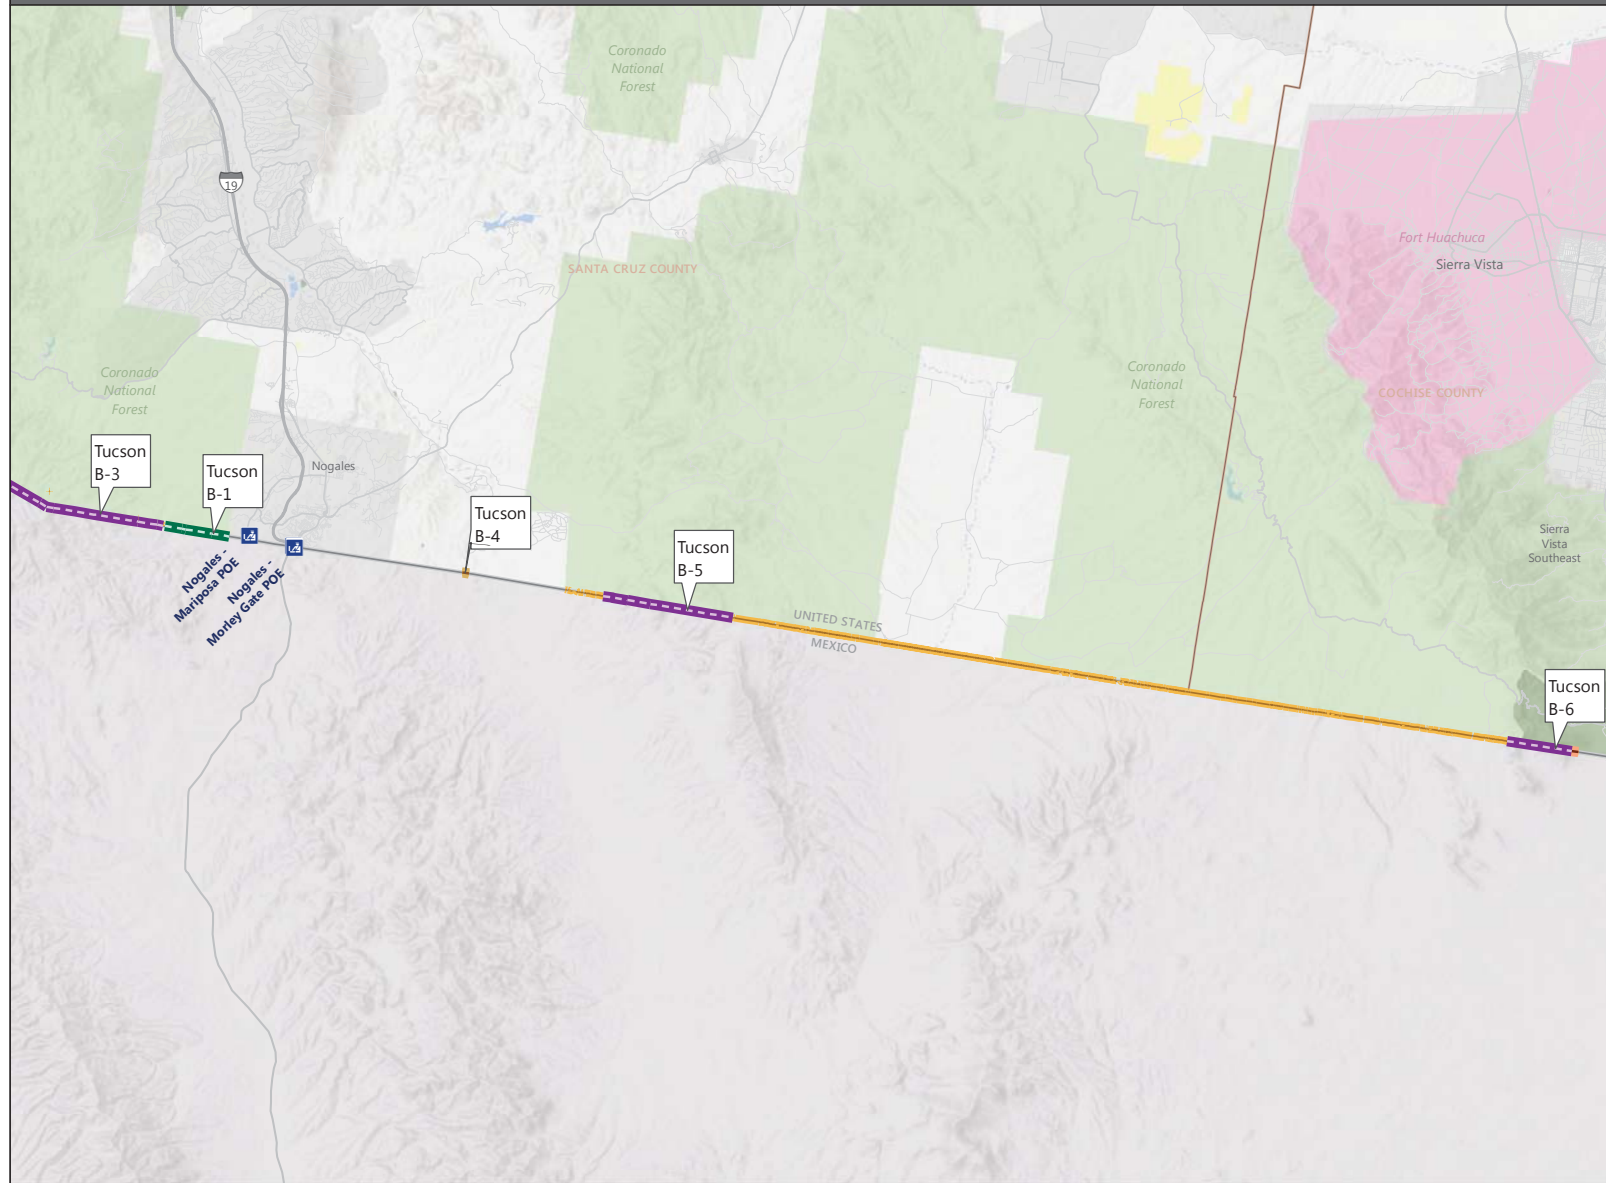 Coronado
National
Forest
19
Fort Huachuca
Sierra Vista
SANTA CRUZ COUNTY
Coronado
National
Forest
Coronado
National
Forest
COCHISE COUNTY
Tucson
B-3
Tucson
B-1
Nogales
Tucson
B-4
Tucson
B-5
Sierra
Vista
Southeast
Nogales -
Mariposa POE
Nogales -
Morley Gate POE
UNITED STATES
MEXICO
Tucson
B-6